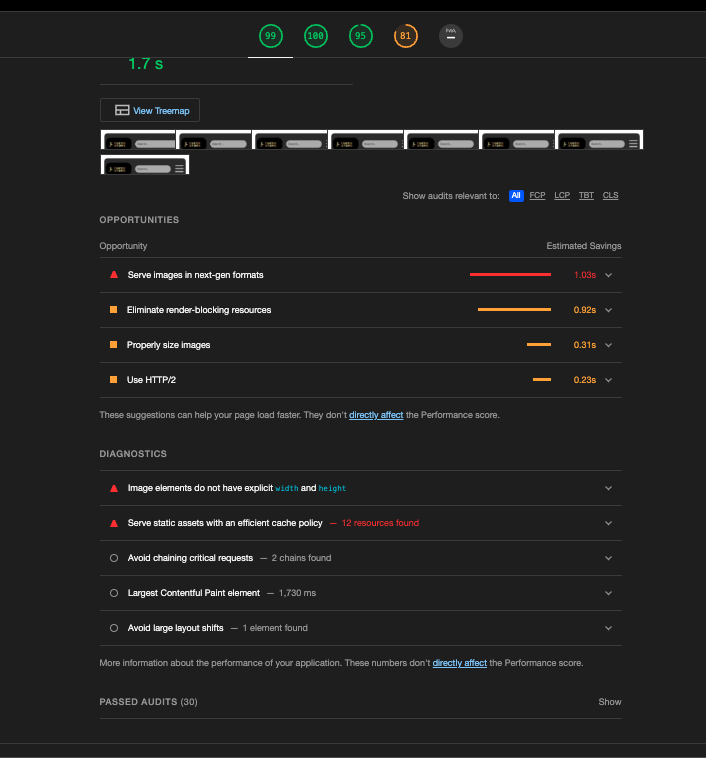 99 100 95 81 PWA
1.7 s
View Treemap
Show audits relevant to: All FCP LCP TBT CLS
OPPORTUNITIES
Opportunity Estimated Savings
Serve images in next-gen formats 1.03s
Eliminate render-blocking resources 0.92s
Properly size images 0.31s
Use HTTP/2 0.23s
These suggestions can help your page load faster. They don't directly affect the Performance score.
DIAGNOSTICS
Image elements do not have explicit width and height
Serve static assets with an efficient cache policy — 12 resources found
Avoid chaining critical requests — 2 chains found
Largest Contentful Paint element — 1,730 ms
Avoid large layout shifts — 1 element found
More information about the performance of your application. These numbers don't directly affect the Performance score.
PASSED AUDITS (30) Show